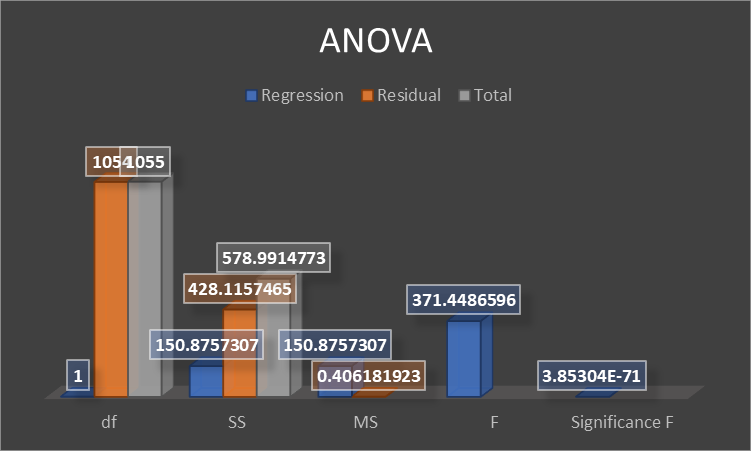 ANOVA
Regression Residual Total
1054 1055
578.9914773
428.1157465
371.4486596
150.8757307 150.8757307
1 0.406181923 3.85304E-71
df SS MS F Significance F